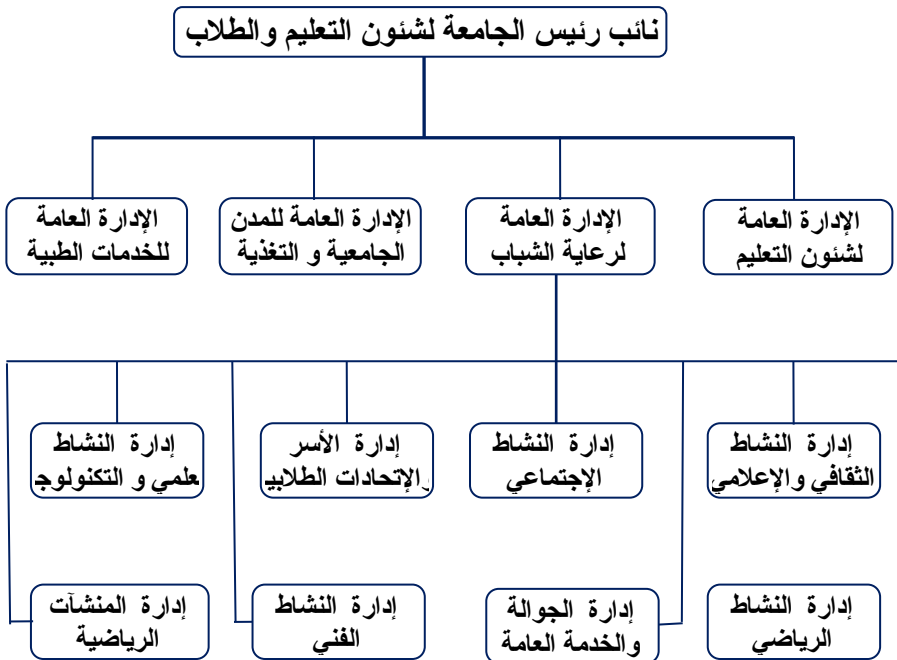 نائب رئيس الجامعة لشئون التعليم والطلاب
الإدارة العامة
لشئون التعليم
الإدارة العامة
لرعاية الشباب
الإدارة العامة للمدن
الجامعية و التغذية
الإدارة العامة
للخدمات الطبية
إدارة النشاط
الثقافي والإعلامي
إدارة النشاط
الإجتماعي
إدارة الأسر
والإتحادات الطلابي
إدارة النشاط
علمي و التكنولوج
إدارة النشاط
الرياضي
إدارة الجوالة
والخدمة العامة
إدارة النشاط
الفني
إدارة المنشآت
الرياضية